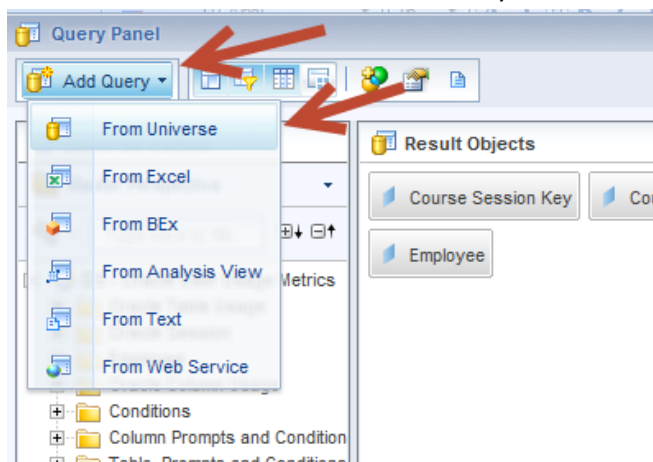 Query Panel
Add Query
From Universe
Result Objects
From Excel
Course Session Key
From BEx
Employee
From Analysis View
Metrics
From Text
From Web Service
Conditions
Column Prompts and Condition